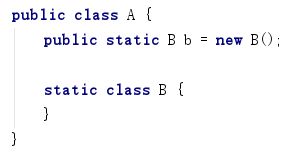 public class A {
    public static B b = new B();
    static class B {
    }
}